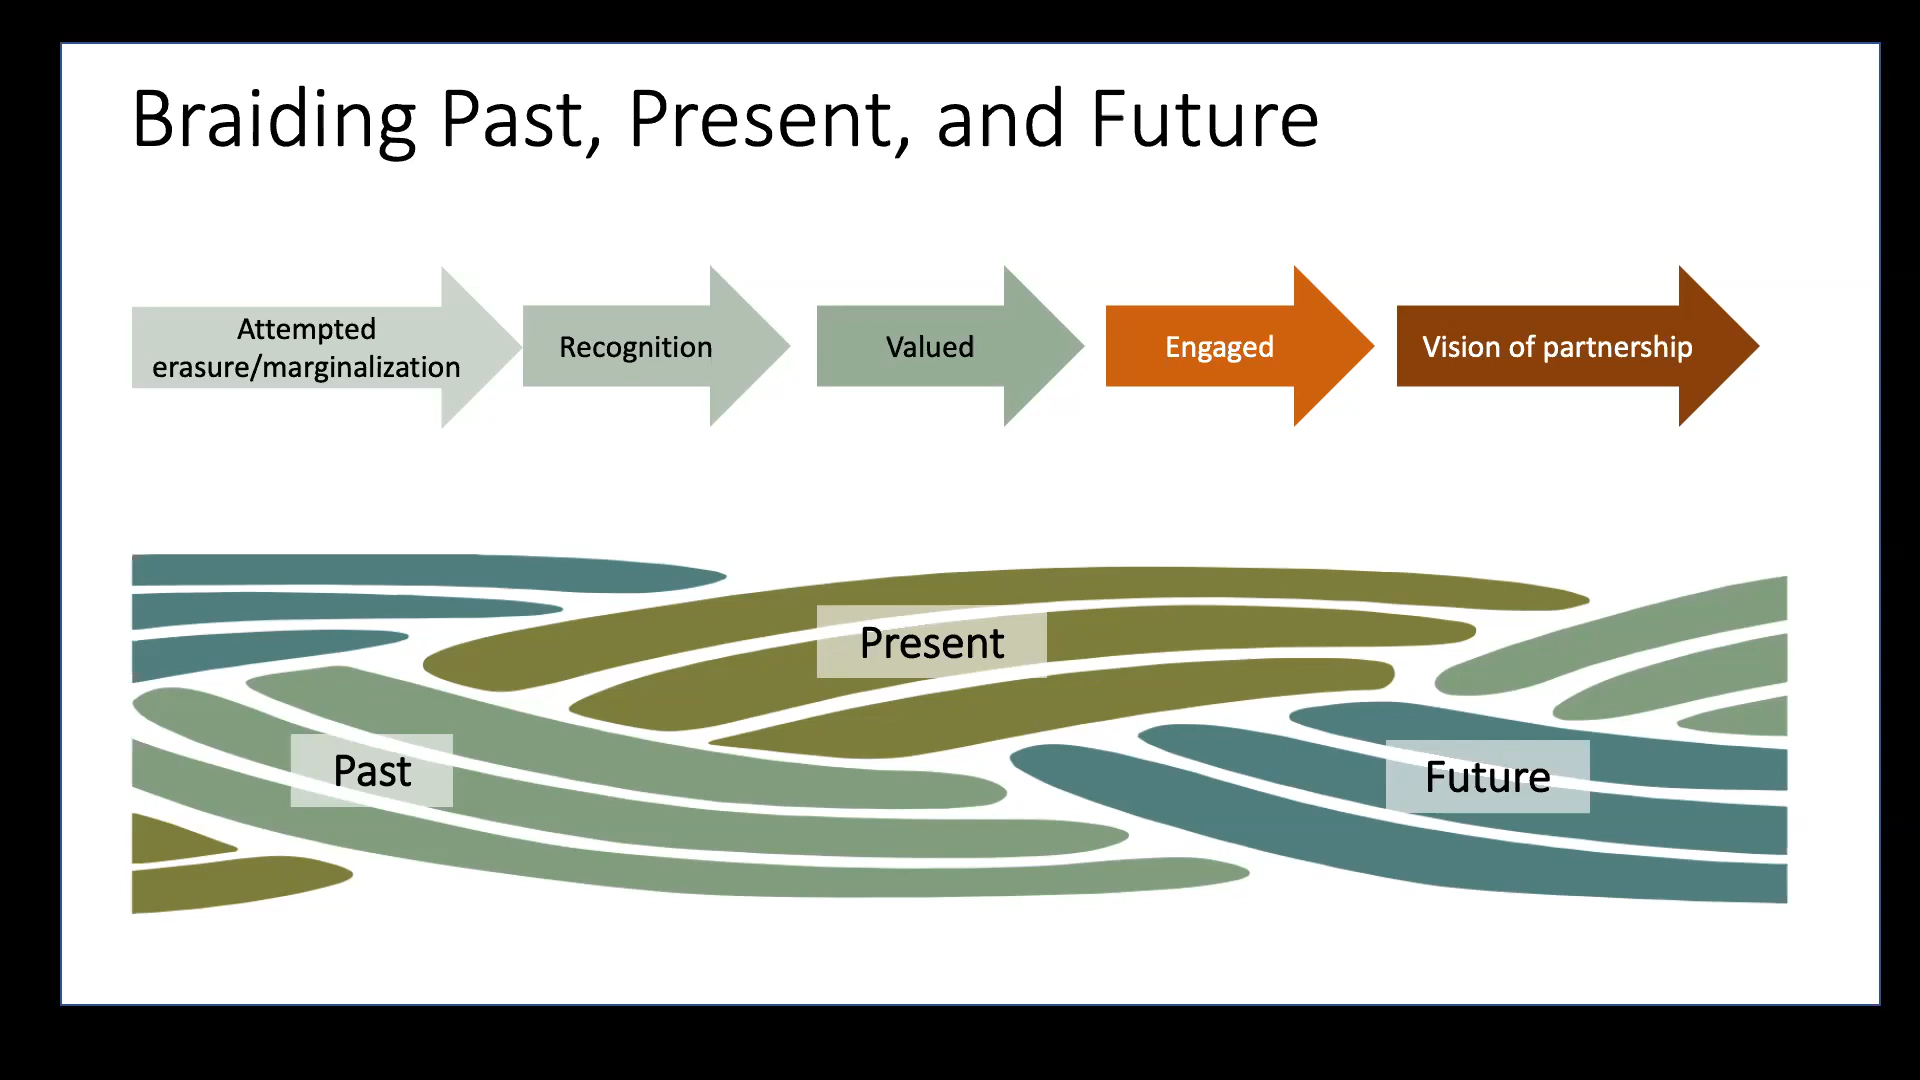 Braiding Past, Present, and Future
Attempted
erasure/marginalization
Recognition
Valued
Engaged
Vision of partnership
Present
Past
Future